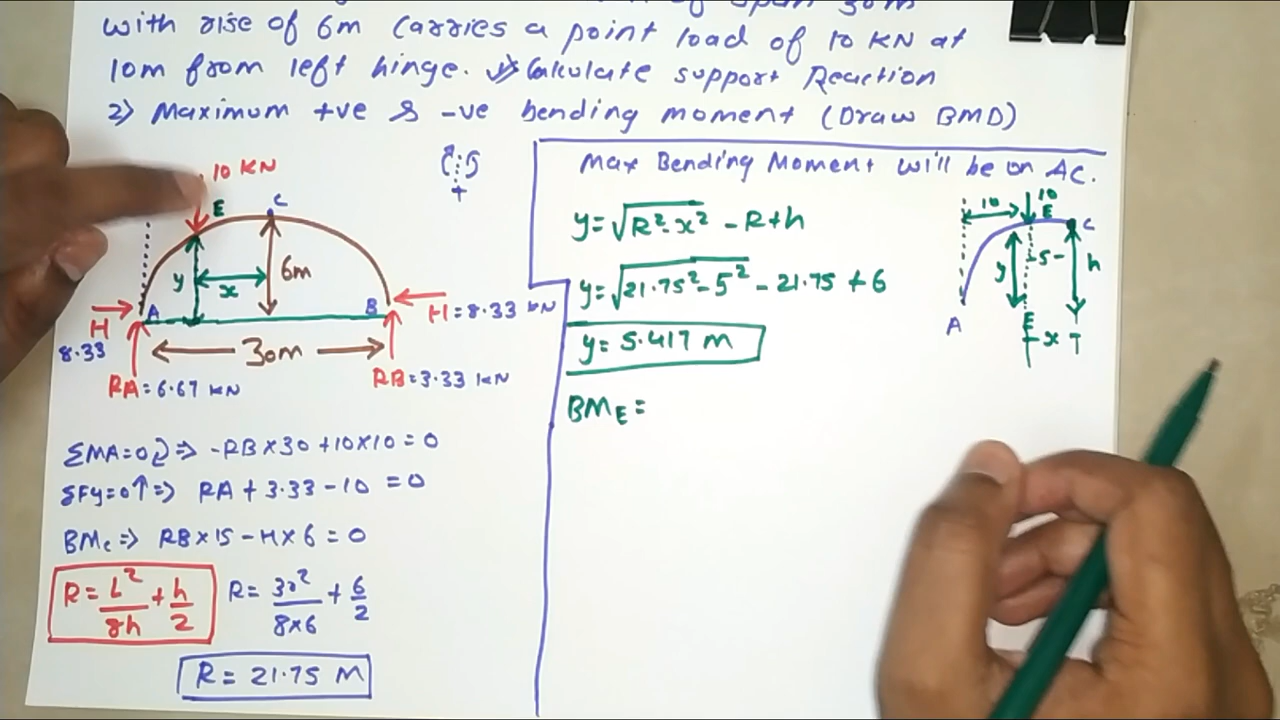 span 30m
with rise of 6m carries a point load of 10 KN at
10m from left hinge. 1) Calculate support Reaction
2) Maximum +ve & -ve bending moment (Draw BMD)
10 KN
E
C
y
x
6m
A
B
H
8.33
H=8.33 kN
30m
RA=6.67 kN
RB=3.33 kN
+
ΣMA=0⤸⇒ -RB×30+10×10=0
ΣFy=0↑⇒ RA+3.33-10=0
BMc⇒ RB×15-H×6=0
R=L²/8h+h/2
R=30²/8×6+6/2
R=21.75 M
Max Bending Moment will be on AC.
y=√R²-x² -R+h
y=√21.75²-5² -21.75+6
y=5.417 M
BME=
10
10
E
C
y
5
h
A
E
x